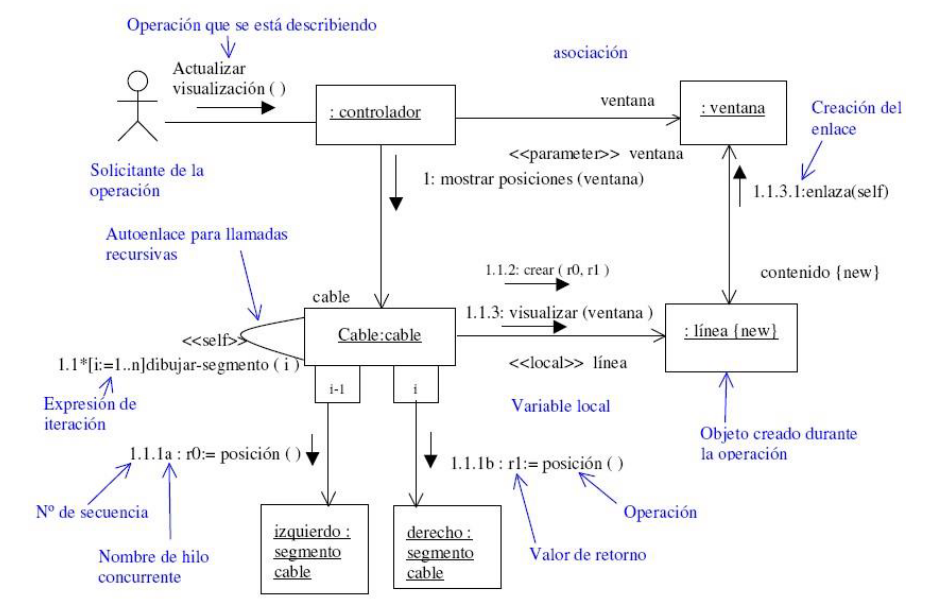 Operación que se está describiendo
Actualizar
visualización ( )
asociación
: controlador
ventana
: ventana
Creación del
enlace
<<parameter>> ventana
Solicitante de la
operación
1: mostrar posiciones (ventana)
1.1.3.1:enlaza(self)
Autoenlace para llamadas
recursivas
1.1.2: crear ( r0, r1 )
contenido {new}
cable
1.1.3: visualizar (ventana )
<<self>>
Cable:cable
: línea {new}
1.1*[i:=1..n]dibujar-segmento ( i )
<<local>> línea
i-1
i
Expresión de
iteración
Variable local
Objeto creado durante
la operación
1.1.1a : r0:= posición ( )
1.1.1b : r1:= posición ( )
Nº de secuencia
izquierdo :
segmento
cable
derecho :
segmento
cable
Operación
Nombre de hilo
concurrente
Valor de retorno